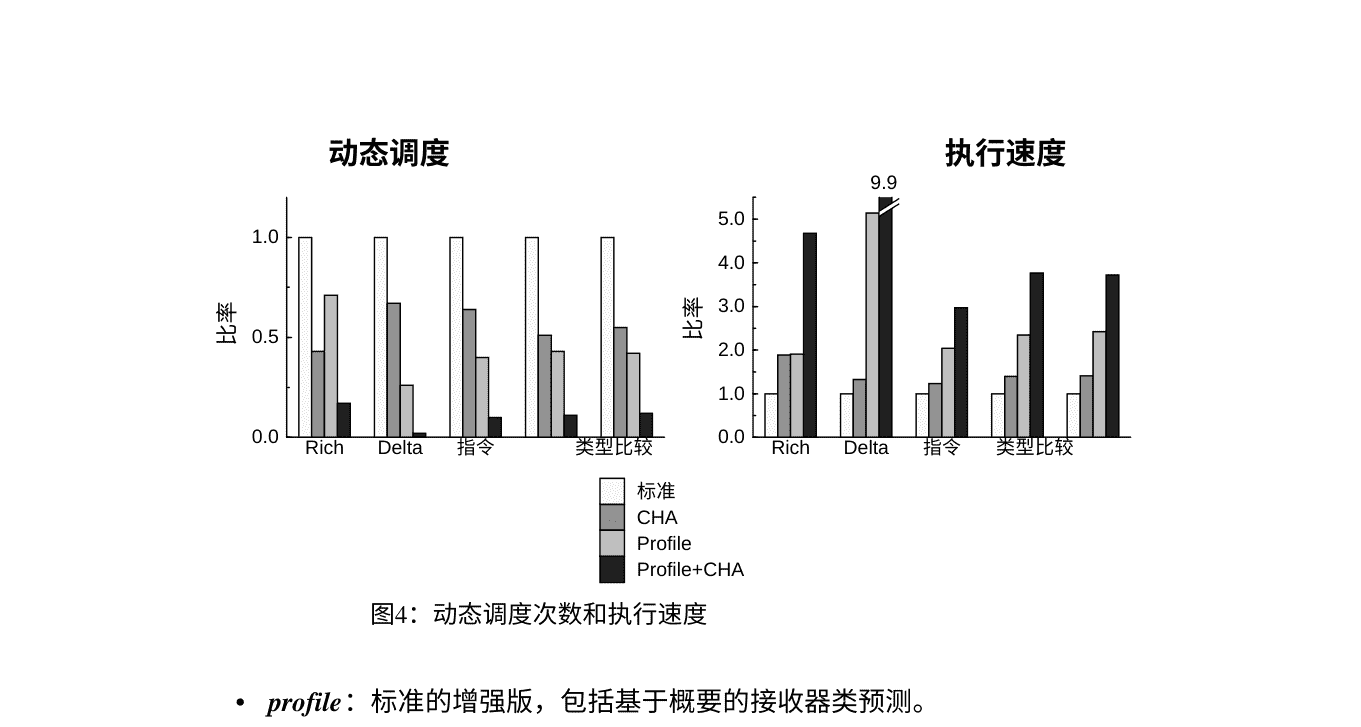 动态调度
执行速度
9.9
比率
1.0
0.5
0.0
Rich
Delta
指令
类型比较
比率
5.0
4.0
3.0
2.0
1.0
0.0
Rich
Delta
指令
类型比较
标准
CHA
Profile
Profile+CHA
图4：动态调度次数和执行速度
• profile：标准的增强版，包括基于概要的接收器类预测。